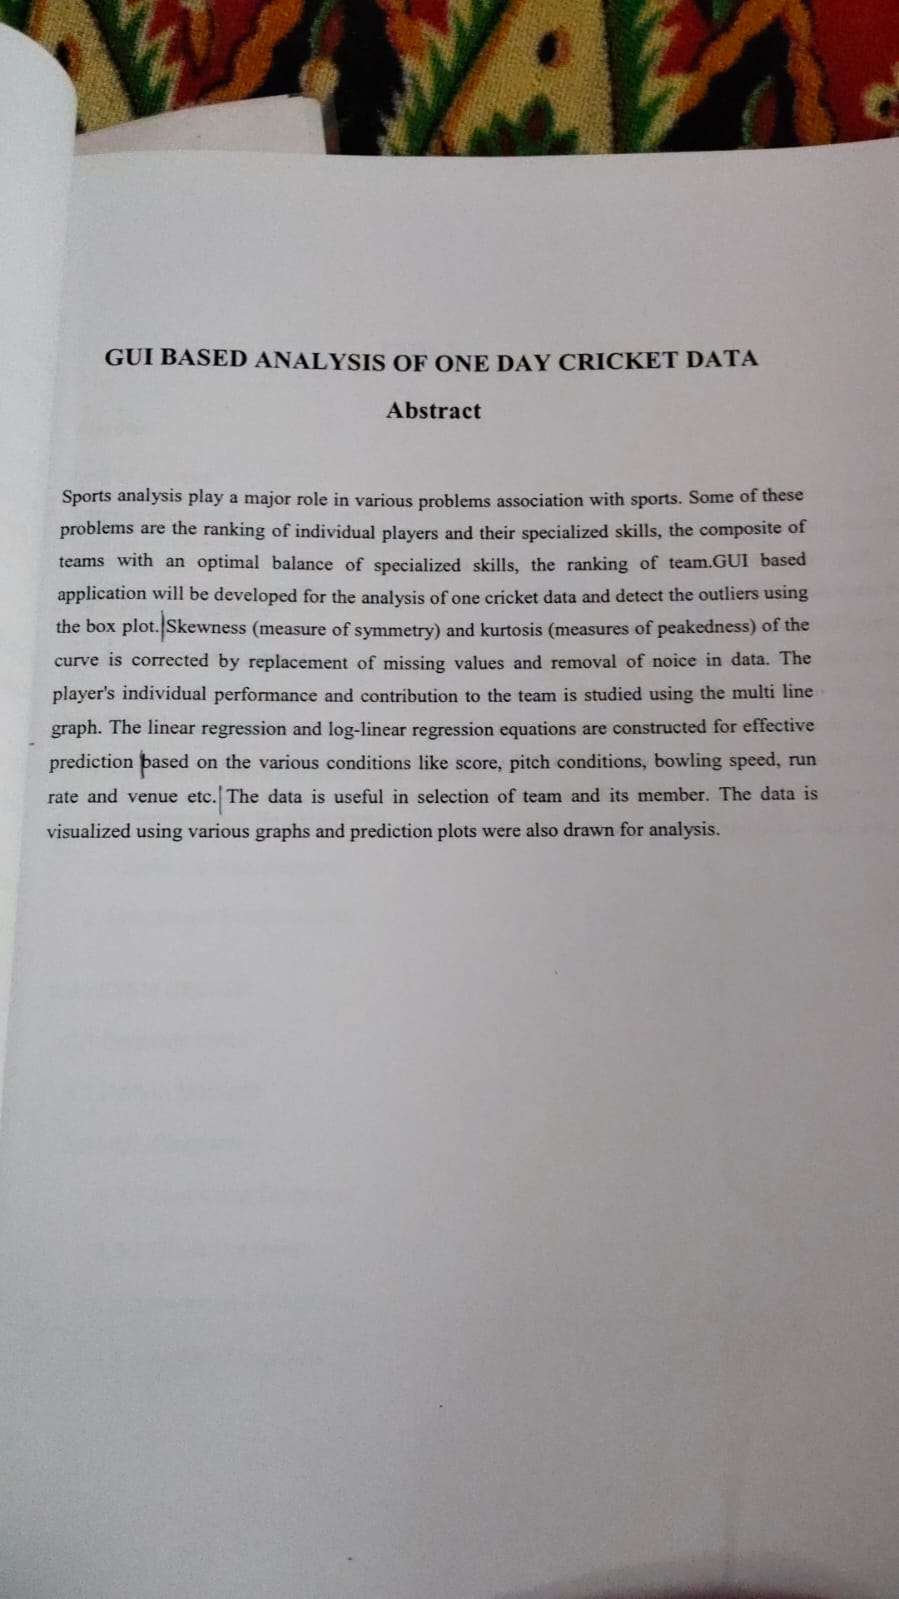 GUI BASED ANALYSIS OF ONE DAY CRICKET DATA
Abstract
Sports analysis play a major role in various problems association with sports. Some of these
problems are the ranking of individual players and their specialized skills, the composite of
teams with an optimal balance of specialized skills, the ranking of team.GUI based
application will be developed for the analysis of one cricket data and detect the outliers using
the box plot. Skewness (measure of symmetry) and kurtosis (measures of peakedness) of the
curve is corrected by replacement of missing values and removal of noice in data. The
player's individual performance and contribution to the team is studied using the multi line
graph. The linear regression and log-linear regression equations are constructed for effective
prediction based on the various conditions like score, pitch conditions, bowling speed, run
rate and venue etc. The data is useful in selection of team and its member. The data is
visualized using various graphs and prediction plots were also drawn for analysis.